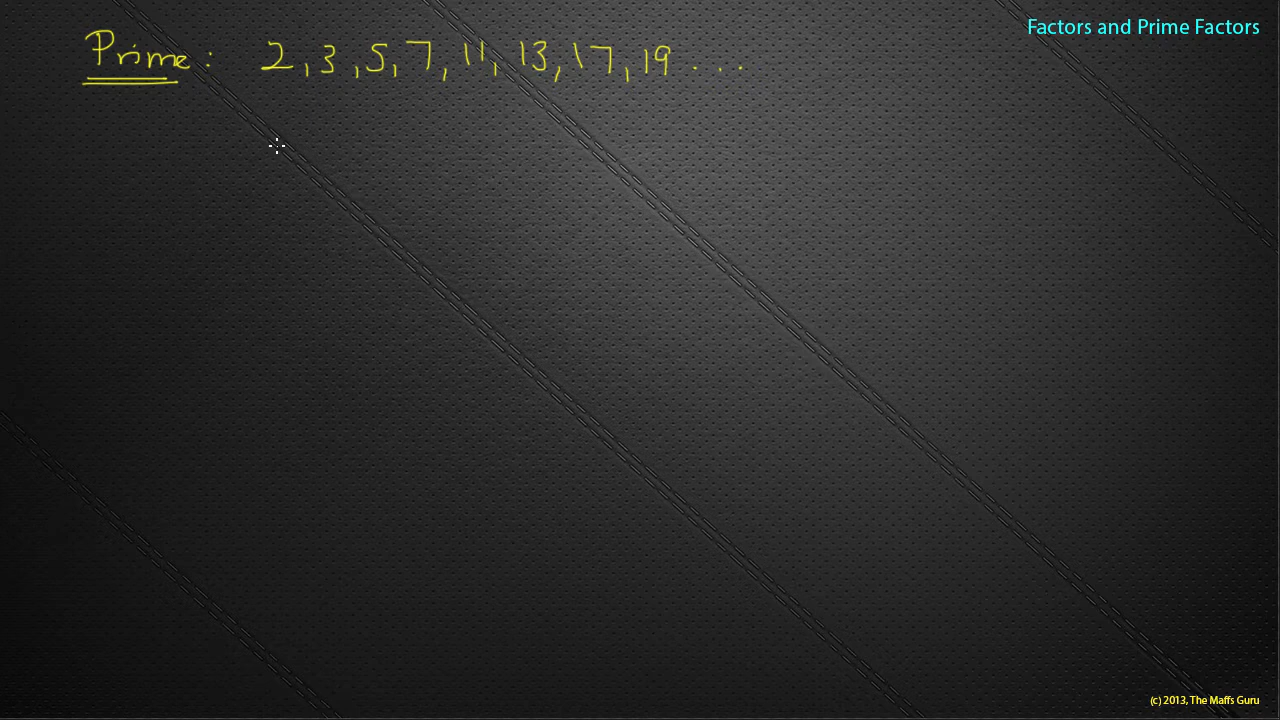 Factors and Prime Factors
Prime: 2, 3, 5, 7, 11, 13, 17, 19 ...
(c) 2013, The Maffs Guru